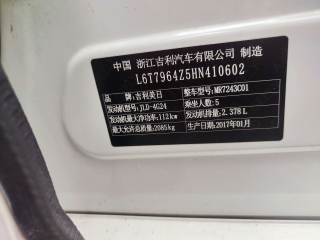 中国 浙江吉利汽车有限公司 制造
L6T7964Z5HN410602
品牌:吉利美日 整车型号:MR7243C01
发动机型号:JLD-4G24 乘坐人数:5
发动机最大净功率:112kw 发动机排量:2.378 L
最大允许总质量:2085kg 生产日期:2017年01月